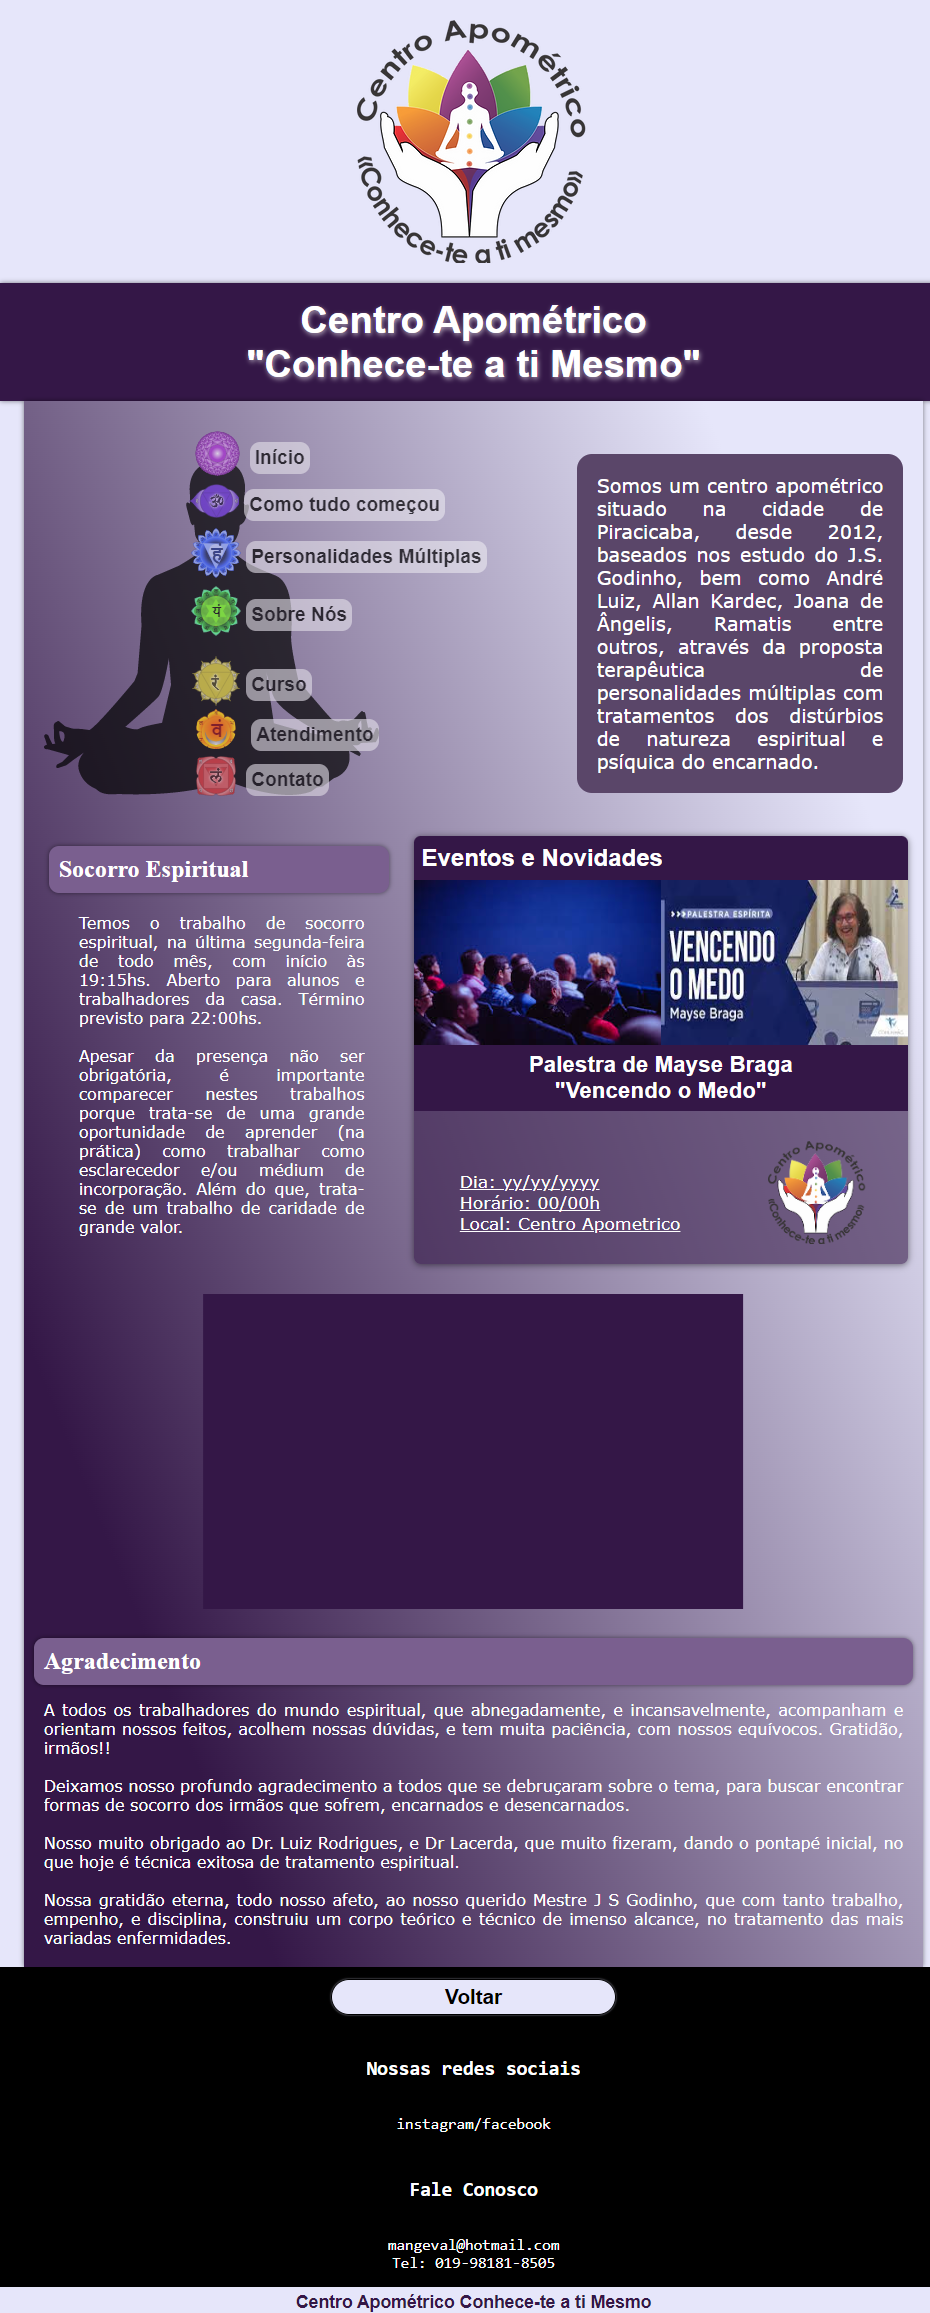 Centro Apométrico
«Conhece-te a ti mesmo»
Centro Apométrico
"Conhece-te a ti Mesmo"
Início
Como tudo começou
Personalidades Múltiplas
Sobre Nós
Curso
Atendimento
Contato
Somos um centro apométrico
situado na cidade de
Piracicaba, desde 2012,
baseados nos estudo do J.S.
Godinho, bem como André
Luiz, Allan Kardec, Joana de
Ângelis, Ramatis entre
outros, através da proposta
terapêutica de
personalidades múltiplas com
tratamentos dos distúrbios
de natureza espiritual e
psíquica do encarnado.
Socorro Espiritual
Temos o trabalho de socorro
espiritual, na última segunda-feira
de todo mês, com início às
19:15hs. Aberto para alunos e
trabalhadores da casa. Término
previsto para 22:00hs.
Apesar da presença não ser
obrigatória, é importante
comparecer nestes trabalhos
porque trata-se de uma grande
oportunidade de aprender (na
prática) como trabalhar como
esclarecedor e/ou médium de
incorporação. Além do que, trata-
se de um trabalho de caridade de
grande valor.
Eventos e Novidades
PALESTRA ESPÍRITA
VENCENDO
O MEDO
Mayse Braga
Palestra de Mayse Braga
"Vencendo o Medo"
Dia: yy/yy/yyyy
Horário: 00/00h
Local: Centro Apometrico
Centro Apométrico
«Conhece-te a ti mesmo»
Agradecimento
A todos os trabalhadores do mundo espiritual, que abnegadamente, e incansavelmente, acompanham e
orientam nossos feitos, acolhem nossas dúvidas, e tem muita paciência, com nossos equívocos. Gratidão,
irmãos!!
Deixamos nosso profundo agradecimento a todos que se debruçaram sobre o tema, para buscar encontrar
formas de socorro dos irmãos que sofrem, encarnados e desencarnados.
Nosso muito obrigado ao Dr. Luiz Rodrigues, e Dr Lacerda, que muito fizeram, dando o pontapé inicial, no
que hoje é técnica exitosa de tratamento espiritual.
Nossa gratidão eterna, todo nosso afeto, ao nosso querido Mestre J S Godinho, que com tanto trabalho,
empenho, e disciplina, construiu um corpo teórico e técnico de imenso alcance, no tratamento das mais
variadas enfermidades.
Voltar
Nossas redes sociais
instagram/facebook
Fale Conosco
mangeval@hotmail.com
Tel: 019-98181-8505
Centro Apométrico Conhece-te a ti Mesmo